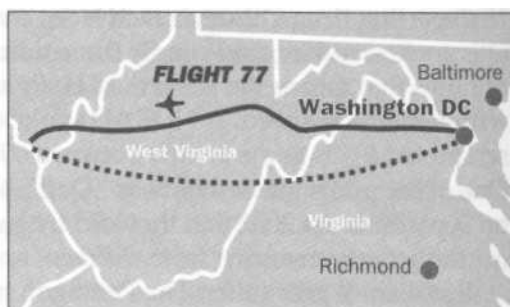 FLIGHT 77
Baltimore
Washington DC
West Virginia
Virginia
Richmond